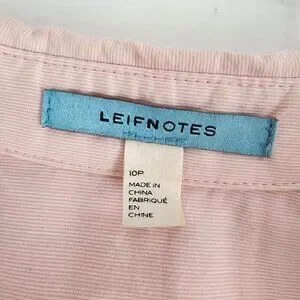 LEIFNOTES
10P
MADE IN
CHINA
FABRIQUÉ
EN
CHINE